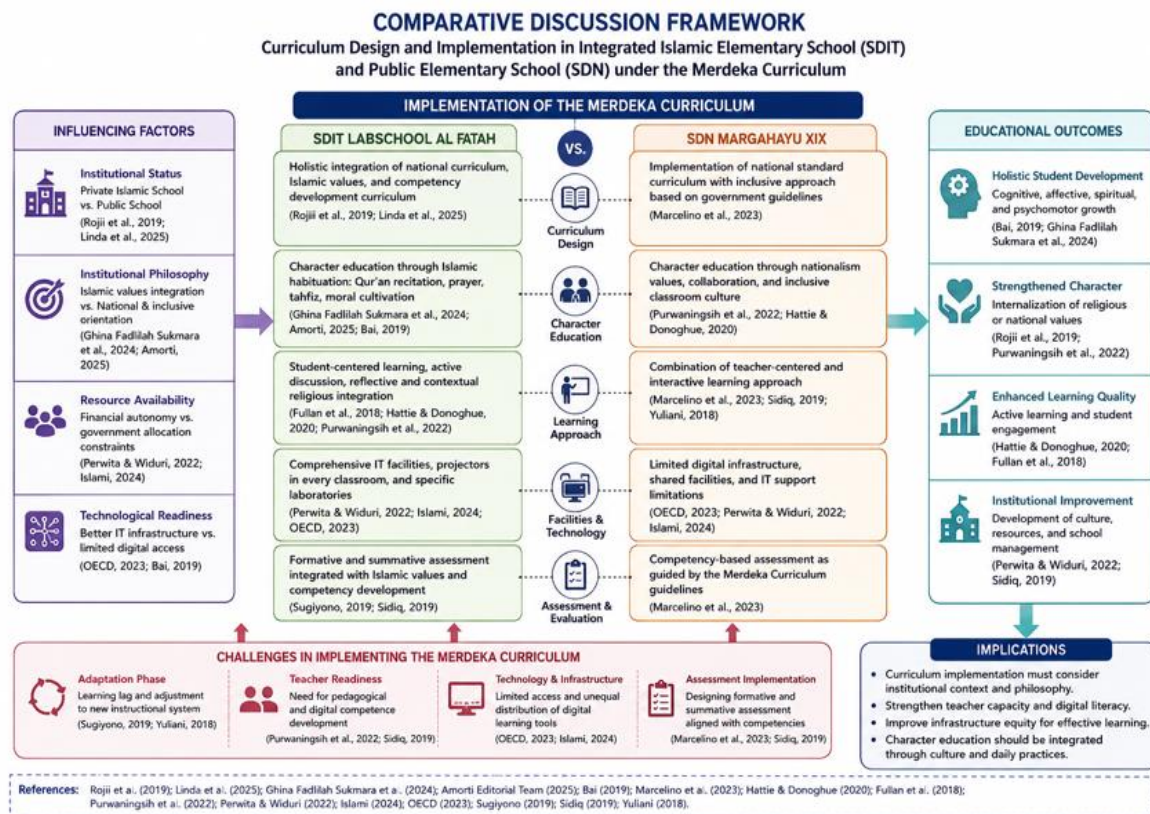 COMPARATIVE DISCUSSION FRAMEWORK
Curriculum Design and Implementation in Integrated Islamic Elementary School (SDIT)
and Public Elementary School (SDN) under the Merdeka Curriculum
INFLUENCING FACTORS
Institutional Status
Private Islamic School
vs. Public School
(Rojii et al., 2019;
Linda et al., 2025)
Institutional Philosophy
Islamic values integration
vs. National & inclusive
orientation
(Ghina Fadlilah Sukmara
et al., 2024; Amorti,
2025)
Resource Availability
Financial autonomy vs.
government allocation
constraints
(Perwita & Widuri, 2022;
Islami, 2024)
Technological Readiness
Better IT infrastructure vs.
limited digital access
(OECD, 2023; Bai, 2019)
IMPLEMENTATION OF THE MERDEKA CURRICULUM
SDIT LABSCHOOL AL FATAH
VS.
SDN MARGAHAYU XIX
Holistic integration of national curriculum,
Islamic values, and competency
development curriculum
(Rojiii et al., 2019; Linda et al., 2025)
Curriculum
Design
Implementation of national standard
curriculum with inclusive approach
based on government guidelines
(Marcelino et al., 2023)
Character education through Islamic
habituation: Qur'an recitation, prayer,
tahfiz, moral cultivation
(Ghina Fadlilah Sukmara et al., 2024;
Amorti, 2025; Bai, 2019)
Character
Education
Character education through nationalism
values, collaboration, and inclusive
classroom culture
(Purwaningsih et al., 2022; Hattie &
Donoghue, 2020)
Student-centered learning, active
discussion, reflective and contextual
religious integration
(Fullan et al., 2018; Hattie & Donoghue,
2020; Purwaningsih et al., 2022)
Learning
Approach
Combination of teacher-centered and
interactive learning approach
(Marcelino et al., 2023; Sidiq, 2019;
Yuliani, 2018)
Comprehensive IT facilities, projectors
in every classroom, and specific
laboratories
(Perwita & Widuri, 2022; Islami, 2024;
OECD, 2023)
Facilities &
Technology
Limited digital infrastructure,
shared facilities, and IT support
limitations
(OECD, 2023; Perwita & Widuri, 2022;
Islami, 2024)
Formative and summative assessment
integrated with Islamic values and
competency development
(Sugiyono, 2019; Sidiq, 2019)
Assessment &
Evaluation
Competency-based assessment as
guided by the Merdeka Curriculum
guidelines
(Marcelino et al., 2023)
EDUCATIONAL OUTCOMES
Holistic Student Development
Cognitive, affective, spiritual,
and psychomotor growth
(Bai, 2019; Ghina Fadlilah
Sukmara et al., 2024)
Strengthened Character
Internalization of religious
or national values
(Rojii et al., 2019;
Purwaningsih et al., 2022)
Enhanced Learning Quality
Active learning and student
engagement
(Hattie & Donoghue, 2020;
Fullan et al., 2018)
Institutional Improvement
Development of culture,
resources, and school
management
(Perwita & Widuri, 2022;
Sidiq, 2019)
CHALLENGES IN IMPLEMENTING THE MERDEKA CURRICULUM
Adaptation Phase
Learning lag and adjustment
to new instructional system
(Sugiyono, 2019; Yuliani, 2018)
Teacher Readiness
Need for pedagogical
and digital competence
development
(Purwaningsih et al., 2022; Sidiq, 2019)
Technology & Infrastructure
Limited access and unequal
distribution of digital
learning tools
(OECD, 2023; Islami, 2024)
Assessment Implementation
Designing formative and
summative assessment
aligned with competencies
(Marcelino et al., 2023; Sidiq, 2019)
IMPLICATIONS
• Curriculum implementation must consider
institutional context and philosophy.
• Strengthen teacher capacity and digital literacy.
• Improve infrastructure equity for effective learning.
• Character education should be integrated
through culture and daily practices.
References: Rojii et al. (2019); Linda et al. (2025); Ghina Fadlilah Sukmara et al. (2024); Amorti Editorial Team (2025); Bai (2019); Marcelino et al. (2023); Hattie & Donoghue (2020); Fullan et al. (2018);
Purwaningsih et al. (2022); Perwita & Widuri (2022); Islami (2024); OECD (2023); Sugiyono (2019); Sidiq (2019); Yuliani (2018).